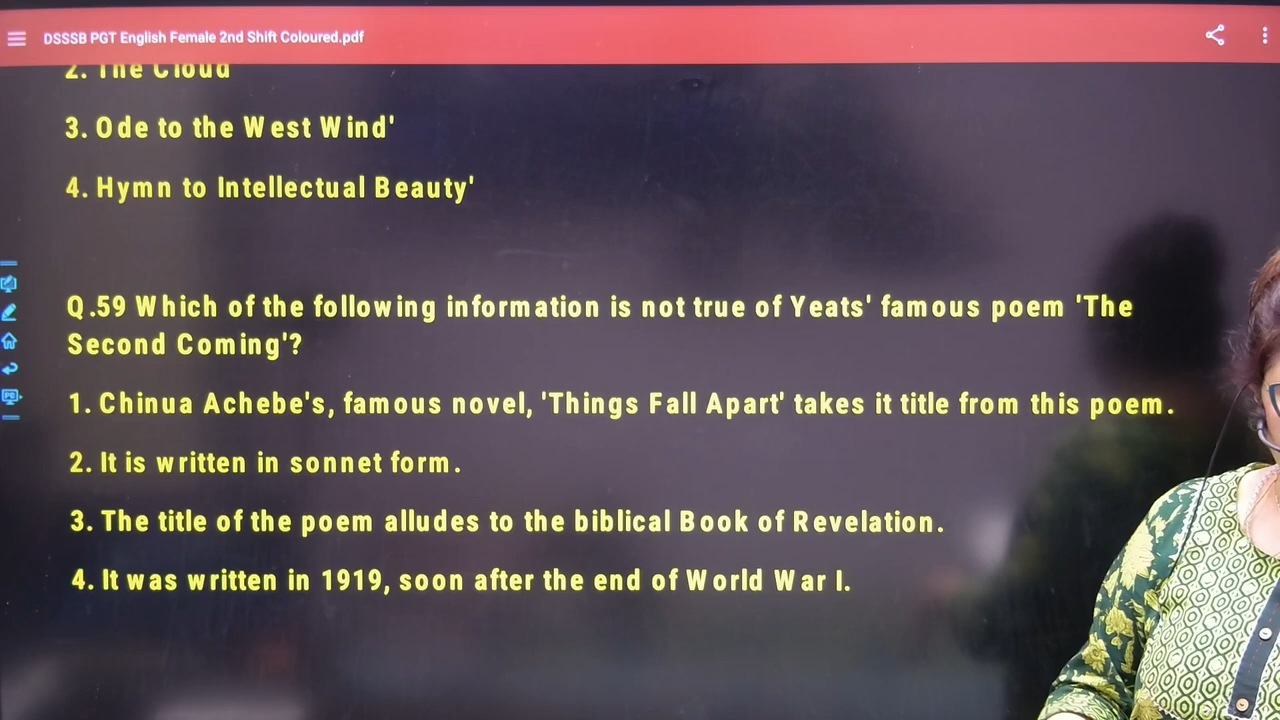 DSSSB PGT English Female 2nd Shift Coloured.pdf
2. The Cloud
3. Ode to the West Wind'
4. Hymn to Intellectual Beauty'
Q.59 Which of the following information is not true of Yeats' famous poem 'The
Second Coming'?
1. Chinua Achebe's, famous novel, 'Things Fall Apart' takes it title from this poem.
2. It is written in sonnet form.
3. The title of the poem alludes to the biblical Book of Revelation.
4. It was written in 1919, soon after the end of World War I.